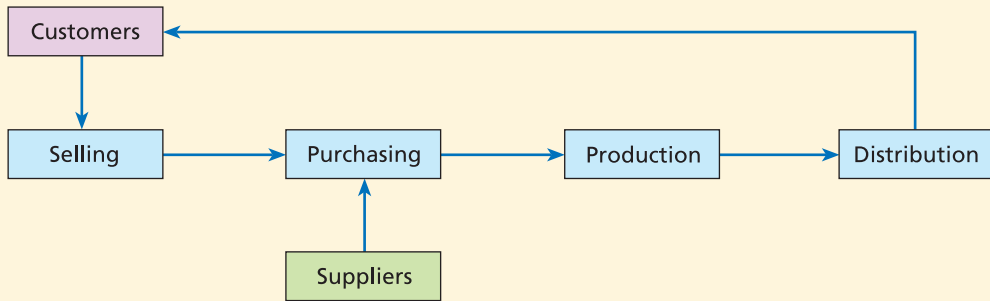 Customers
Selling
Purchasing
Production
Distribution
Suppliers